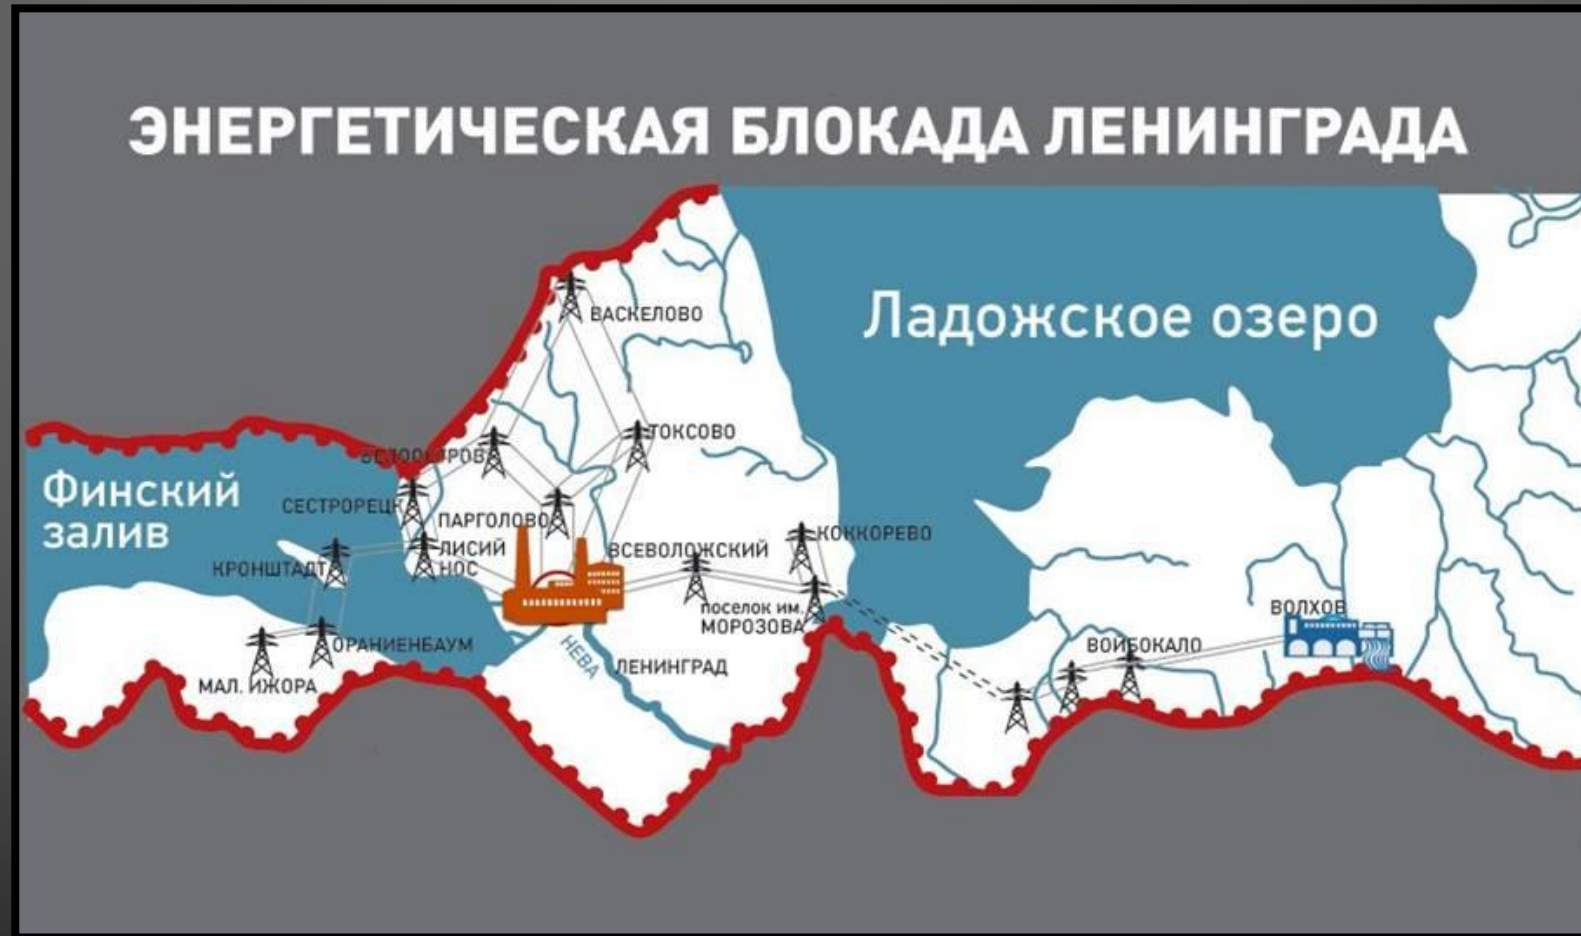 ЭНЕРГЕТИЧЕСКАЯ БЛОКАДА ЛЕНИНГРАДА
Ладожское озеро
ВАСКЕЛОВО
ТОКСОВО
Финский
залив
СЕСТРОРЕЦК
ПАРГОЛОВО
ЛИСИЙ
НОС
КРОНШТАДТ
ВСЕВОЛОЖСКИЙ
КОККОРЕВО
поселок им.
МОРОЗОВА
ОРАНИЕНБАУМ
МАЛ. ИЖОРА
НЕВА
ЛЕНИНГРАД
ВОЛХОВ
ВОЙБОКАЛО